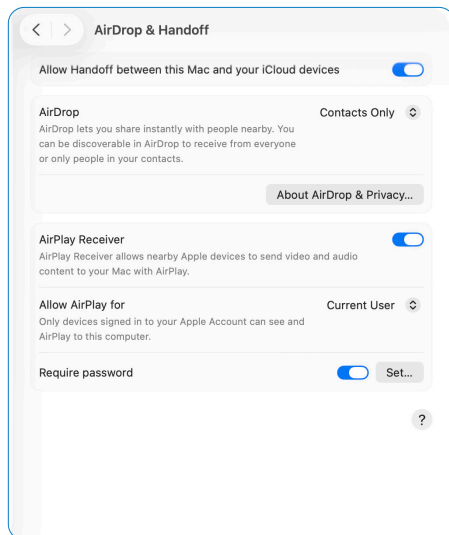 AirDrop & Handoff
Allow Handoff between this Mac and your iCloud devices
AirDrop
Contacts Only
AirDrop lets you share instantly with people nearby. You
can be discoverable in AirDrop to receive from everyone
or only people in your contacts.
About AirDrop & Privacy...
AirPlay Receiver
AirPlay Receiver allows nearby Apple devices to send video and audio
content to your Mac with AirPlay.
Allow AirPlay for
Current User
Only devices signed in to your Apple Account can see and
AirPlay to this computer.
Require password
Set...
?